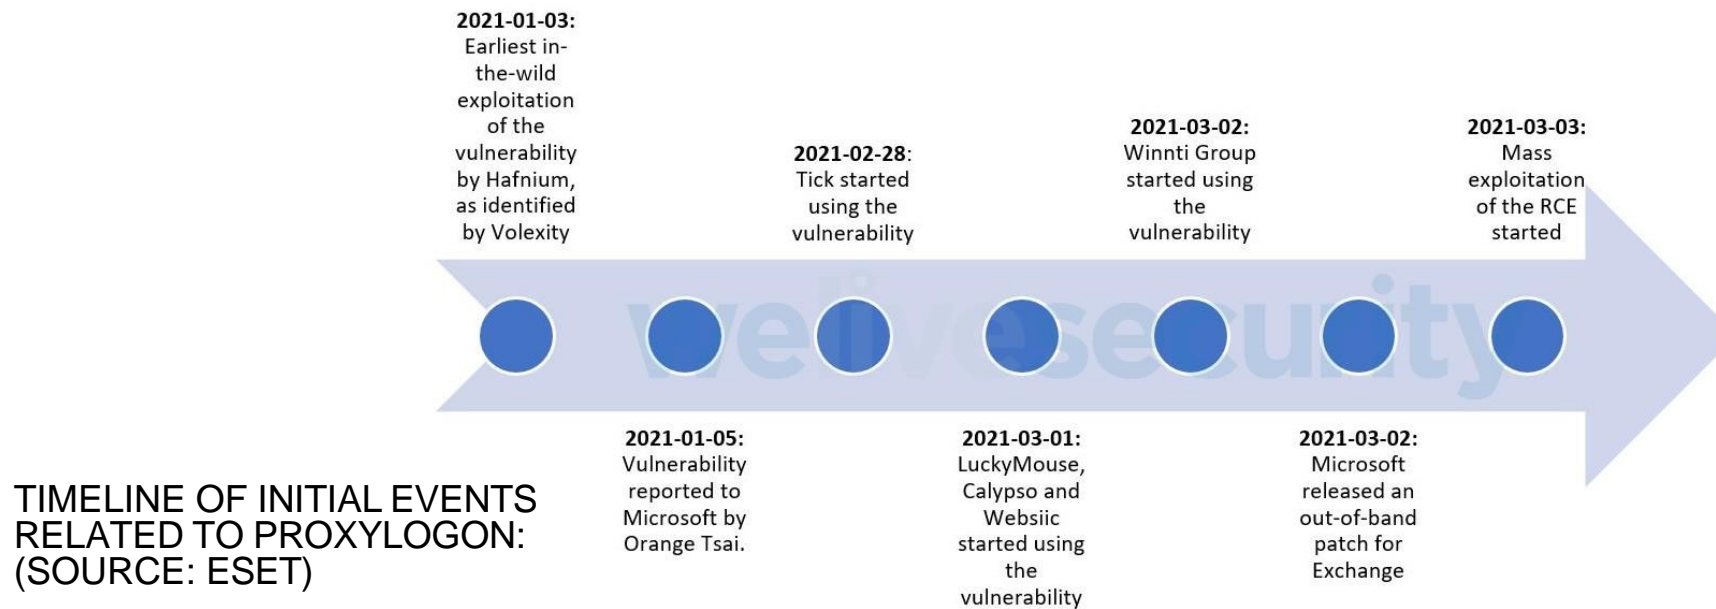 2021-01-03:
Earliest in-
the-wild
exploitation
of the
vulnerability
by Hafnium,
as identified
by Volexity
2021-01-05:
Vulnerability
reported to
Microsoft by
Orange Tsai.
2021-02-28:
Tick started
using the
vulnerability
2021-03-01:
LuckyMouse,
Calypso and
Websiic
started using
the
vulnerability
2021-03-02:
Winnti Group
started using
the
vulnerability
2021-03-02:
Microsoft
released an
out-of-band
patch for
Exchange
2021-03-03:
Mass
exploitation
of the RCE
started
welivesecurity
TIMELINE OF INITIAL EVENTS
RELATED TO PROXYLOGON:
(SOURCE: ESET)